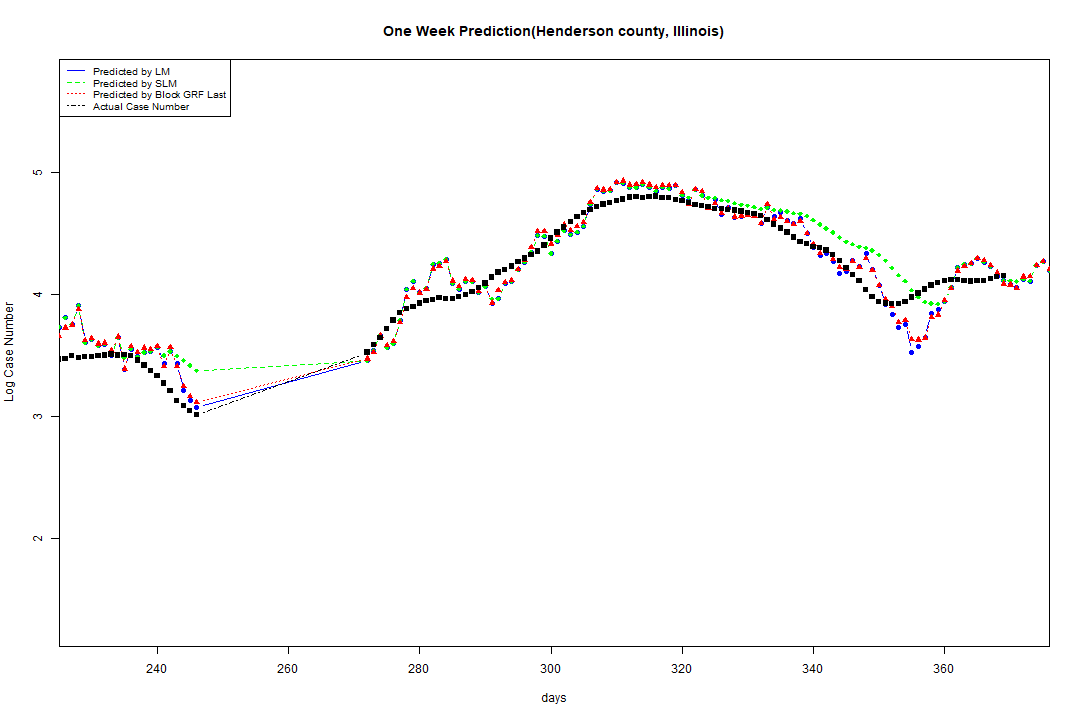 One Week Prediction(Henderson county, Illinois)
Predicted by LM
Predicted by SLM
Predicted by Block GRF Last
Actual Case Number
Log Case Number
5
4
3
2
240 260 280 300 320 340 360
days